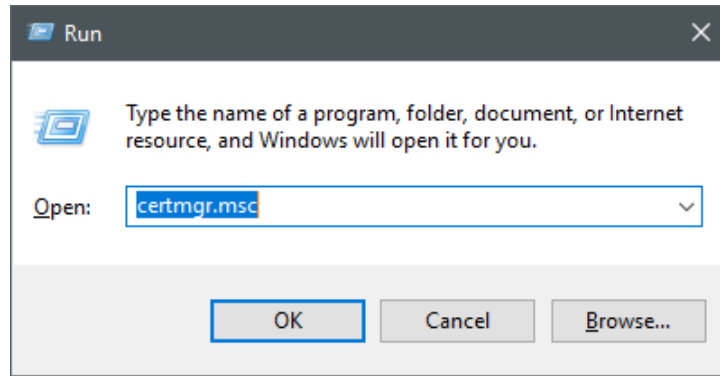 Run
Type the name of a program, folder, document, or Internet
resource, and Windows will open it for you.
Open: certmgr.msc
OK Cancel Browse...